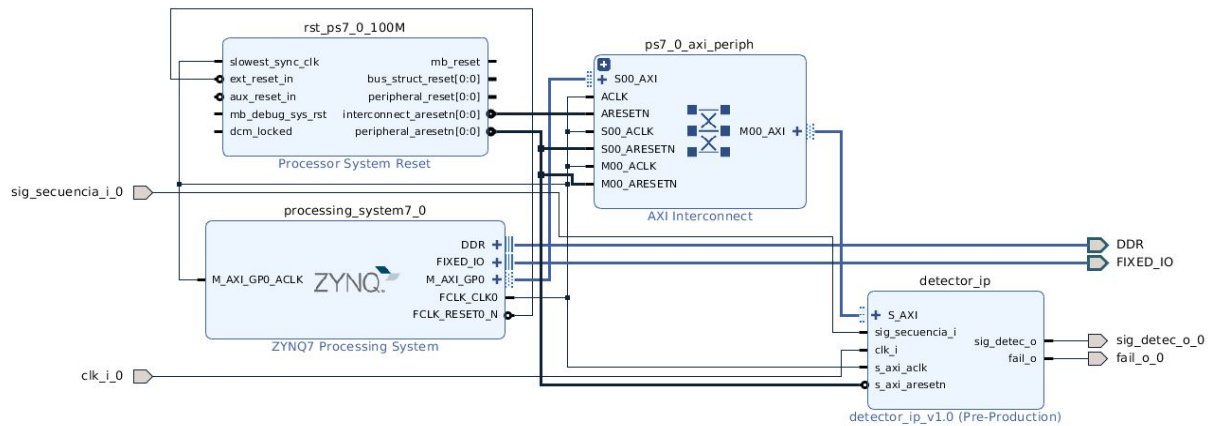 rst_ps7_0_100M
slowest_sync_clk
ext_reset_in
aux_reset_in
mb_debug_sys_rst
dcm_locked
mb_reset
bus_struct_reset[0:0]
peripheral_reset[0:0]
interconnect_aresetn[0:0]
peripheral_aresetn[0:0]
Processor System Reset
ps7_0_axi_periph
S00_AXI
ACLK
ARESETN
S00_ACLK
S00_ARESETN
M00_ACLK
M00_ARESETN
M00_AXI
AXI Interconnect
sig_secuencia_i_0
processing_system7_0
M_AXI_GP0_ACLK
ZYNQ
DDR
FIXED_IO
M_AXI_GP0
FCLK_CLK0
FCLK_RESET0_N
ZYNQ7 Processing System
DDR
FIXED_IO
detector_ip
S_AXI
sig_secuencia_i
clk_i
s_axi_aclk
s_axi_aresetn
sig_detec_o
fail_o
detector_ip_v1.0 (Pre-Production)
sig_detec_o_0
fail_o_0
clk_i_0